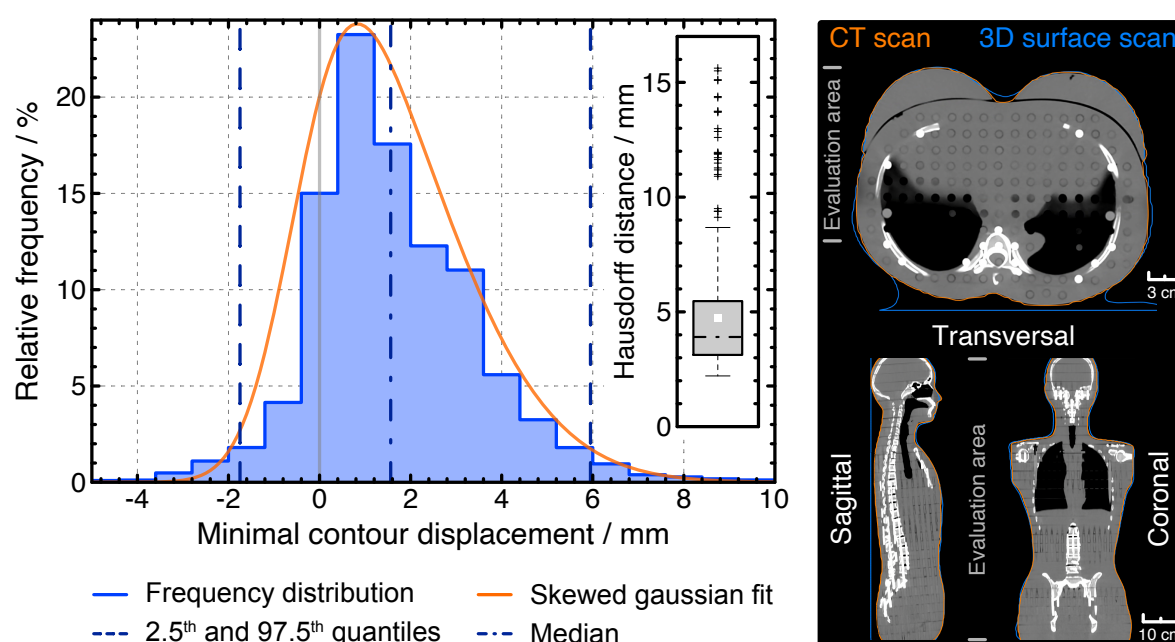 Relative frequency / %
20
15
10
5
0
-4
-2
0
2
4
6
8
10
Minimal contour displacement / mm
Hausdorff distance / mm
15
10
5
0
Frequency distribution
Skewed gaussian fit
2.5th and 97.5th quantiles
Median
CT scan
3D surface scan
Evaluation area
3 cm
Transversal
Sagittal
Evaluation area
Coronal
10 cm